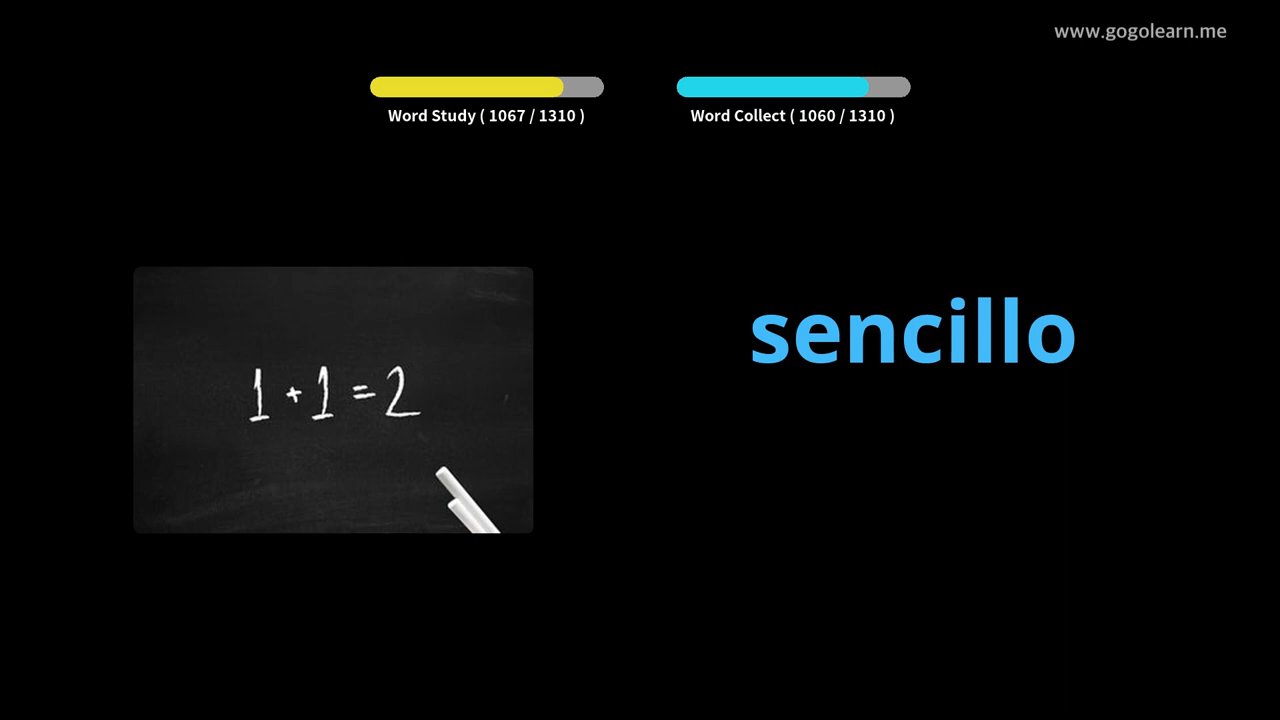 www.gogolearn.me
Word Study ( 1067 / 1310 )
Word Collect ( 1060 / 1310 )
sencillo
1 + 1 = 2